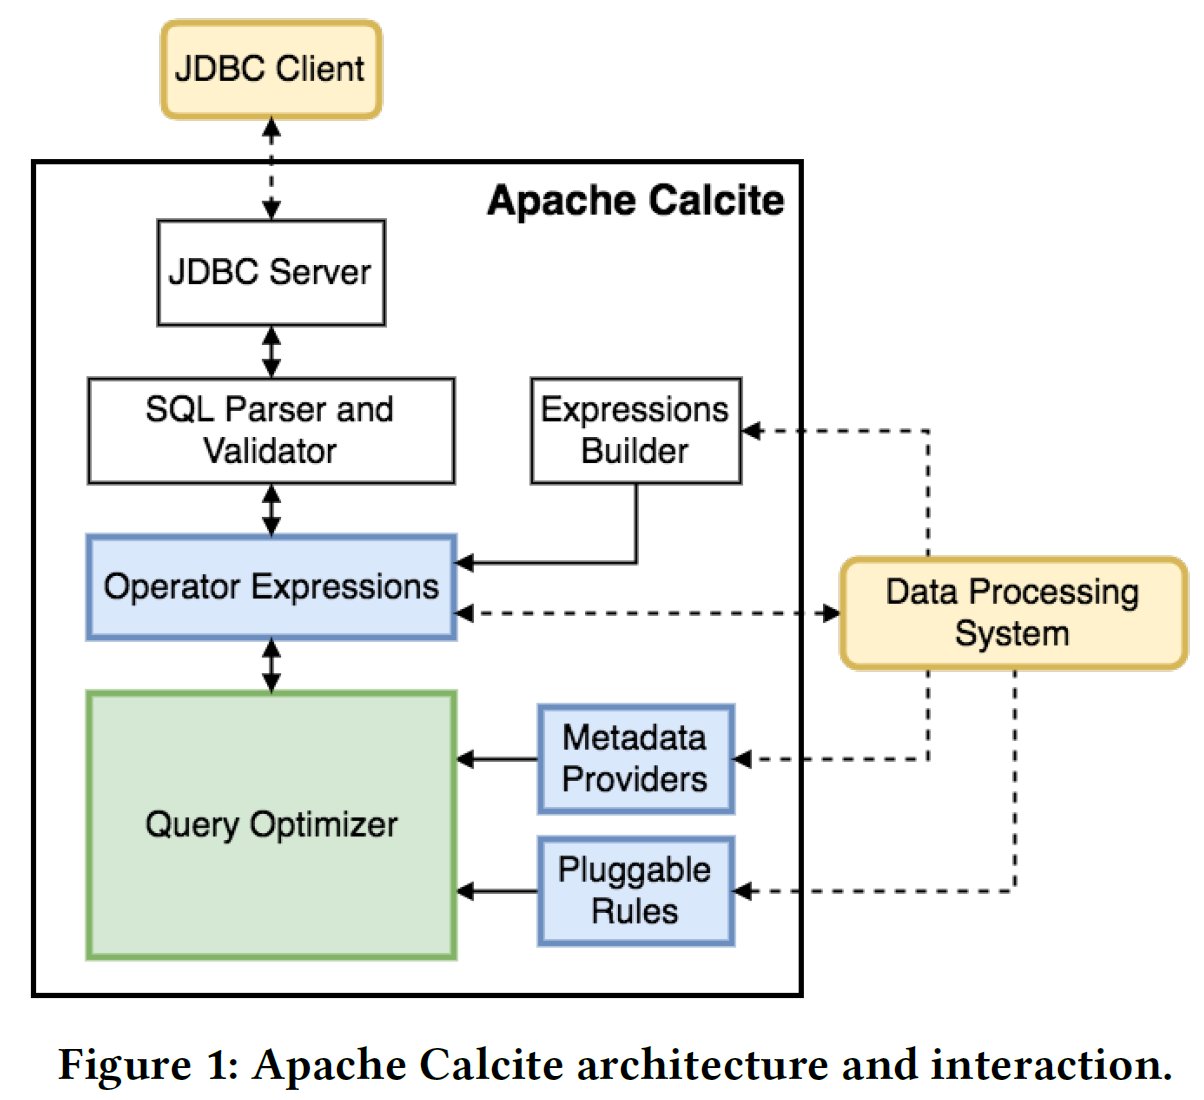 JDBC Client
Apache Calcite
JDBC Server
SQL Parser and
Validator
Expressions
Builder
Operator Expressions
Data Processing
System
Metadata
Providers
Query Optimizer
Pluggable
Rules
Figure 1: Apache Calcite architecture and interaction.